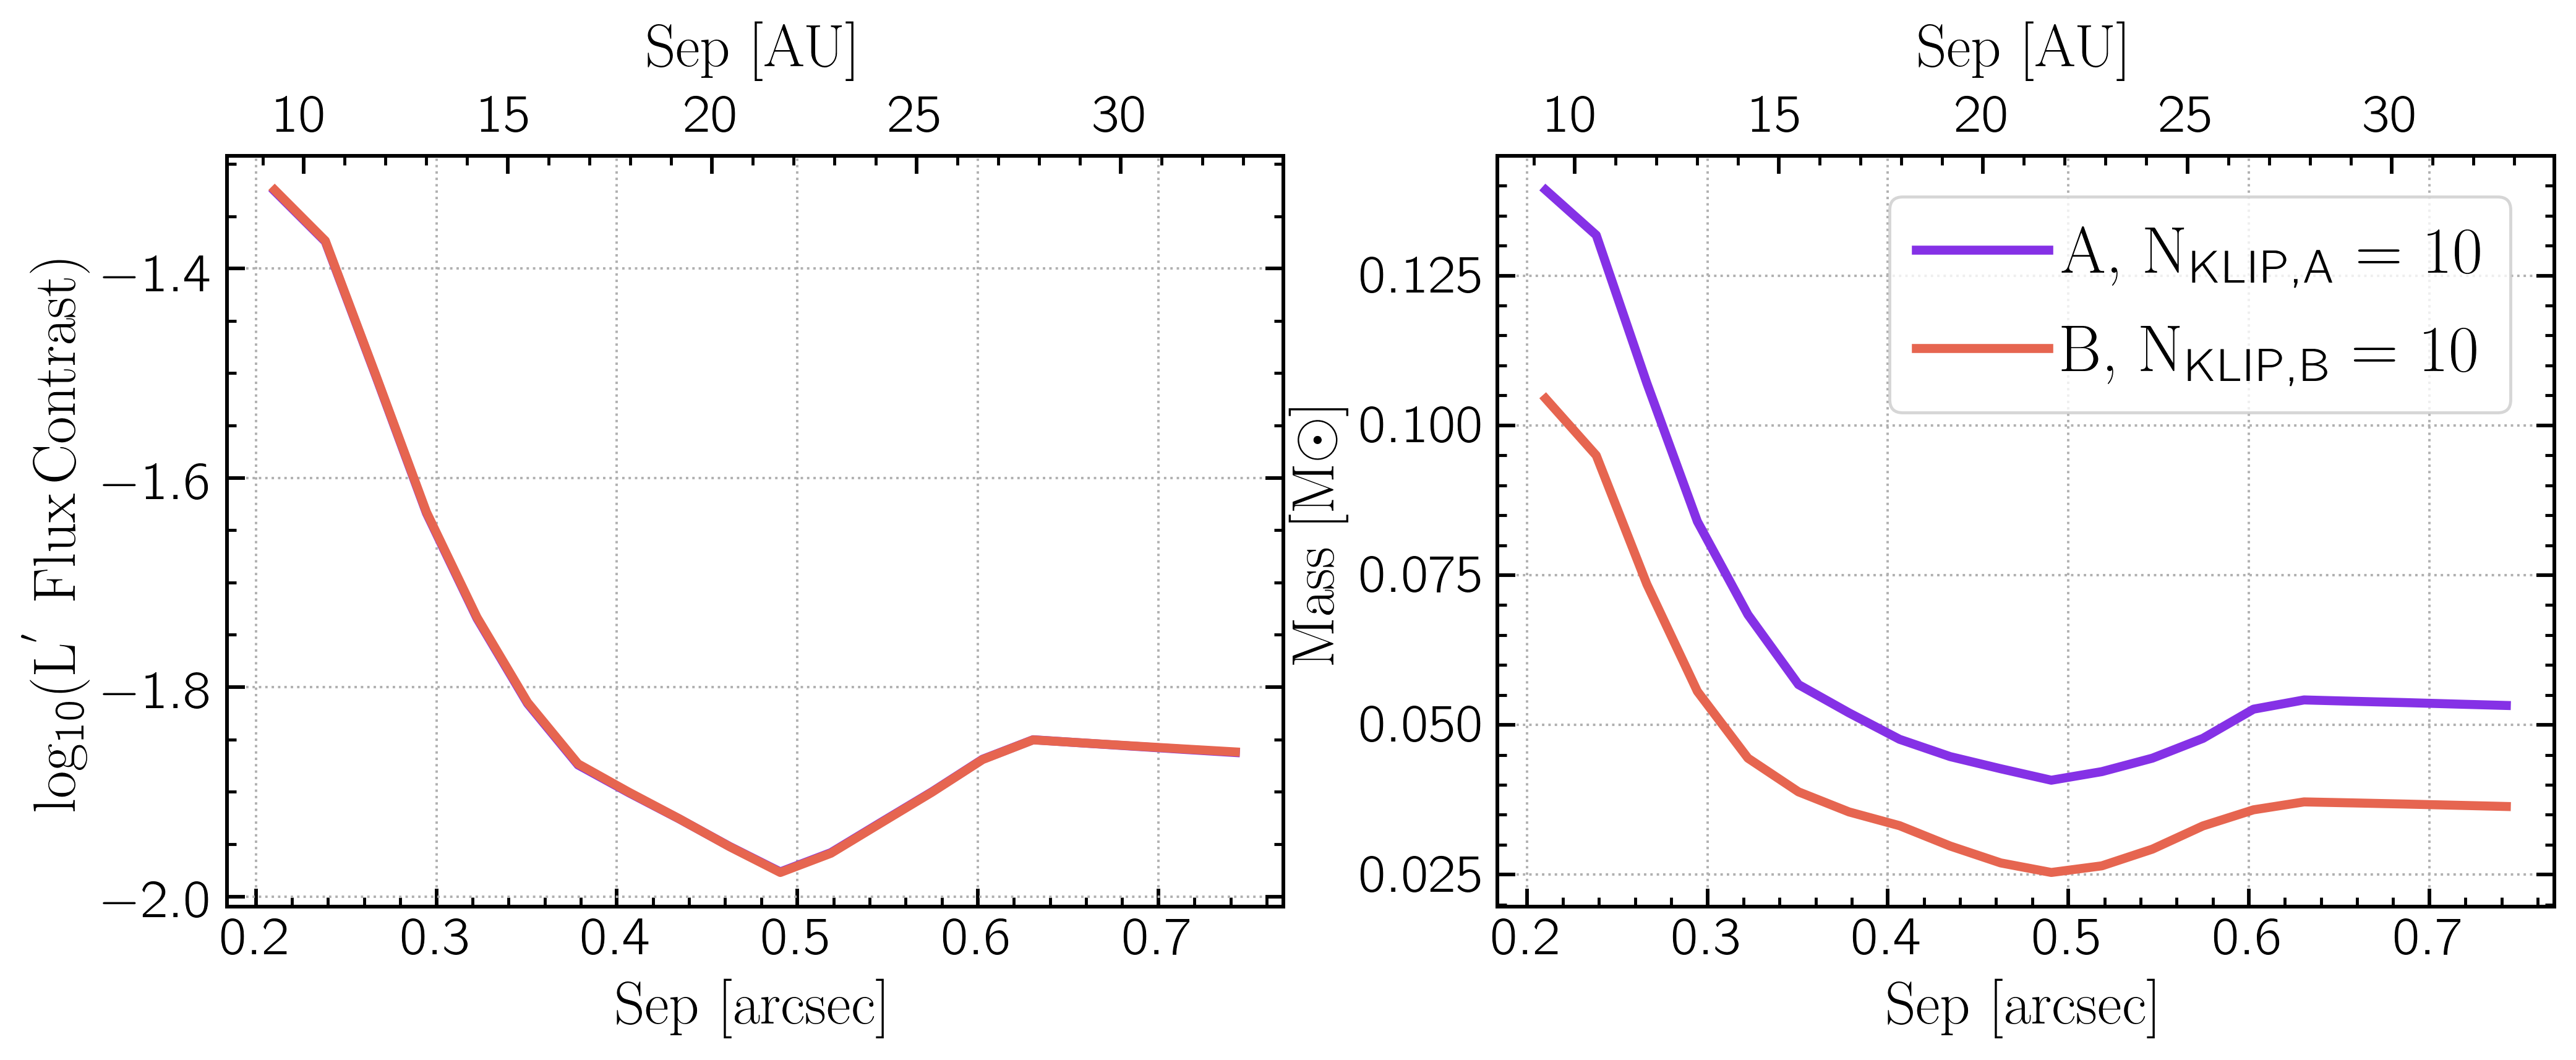 Sep [AU]
10 15 20 25 30
log₁₀(L′ Flux Contrast)
−1.4
−1.6
−1.8
−2.0
0.2 0.3 0.4 0.5 0.6 0.7
Sep [arcsec]
Sep [AU]
10 15 20 25 30
Mass [M⊙]
0.125
0.100
0.075
0.050
0.025
A, N_KLIP,A = 10
B, N_KLIP,B = 10
0.2 0.3 0.4 0.5 0.6 0.7
Sep [arcsec]